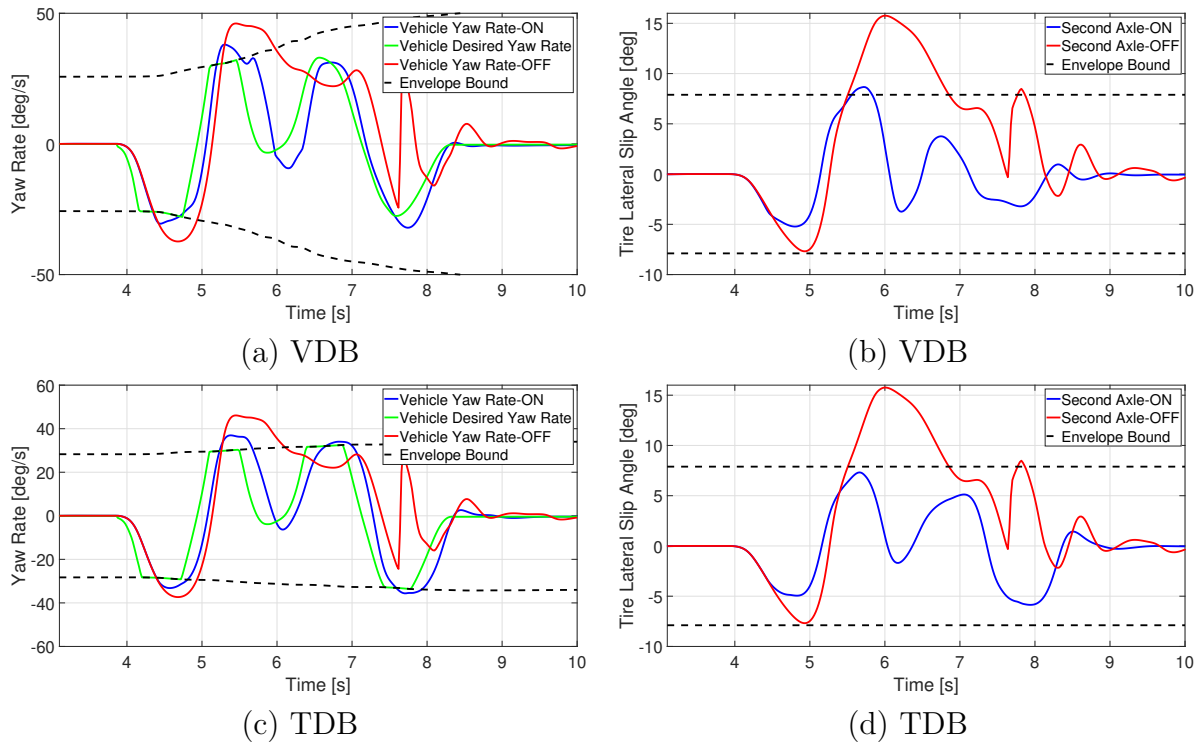 Yaw Rate [deg/s]
50
0
-50
4 5 6 7 8 9 10
Time [s]
Vehicle Yaw Rate-ON
Vehicle Desired Yaw Rate
Vehicle Yaw Rate-OFF
Envelope Bound
(a) VDB
Tire Lateral Slip Angle [deg]
15
10
5
0
-5
-10
4 5 6 7 8 9 10
Time [s]
Second Axle-ON
Second Axle-OFF
Envelope Bound
(b) VDB
Yaw Rate [deg/s]
60
40
20
0
-20
-40
-60
4 5 6 7 8 9 10
Time [s]
Vehicle Yaw Rate-ON
Vehicle Desired Yaw Rate
Vehicle Yaw Rate-OFF
Envelope Bound
(c) TDB
Tire Lateral Slip Angle [deg]
15
10
5
0
-5
-10
4 5 6 7 8 9 10
Time [s]
Second Axle-ON
Second Axle-OFF
Envelope Bound
(d) TDB